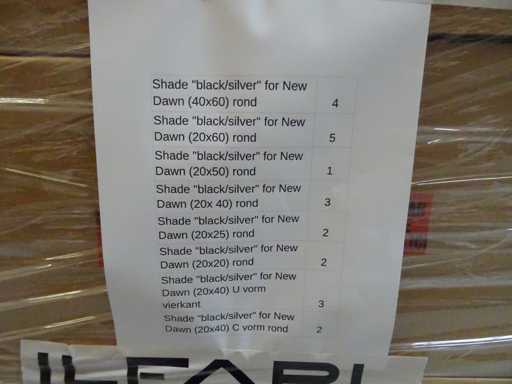 Shade "black/silver" for New
Dawn (40x60) rond 4
Shade "black/silver" for New
Dawn (20x60) rond 5
Shade "black/silver" for New
Dawn (20x50) rond 1
Shade "black/silver" for New
Dawn (20x 40) rond 3
Shade "black/silver" for New
Dawn (20x25) rond 2
Shade "black/silver" for New
Dawn (20x20) rond 2
Shade "black/silver" for New
Dawn (20x40) U vorm
vierkant 3
Shade "black/silver" for New
Dawn (20x40) C vorm rond 2